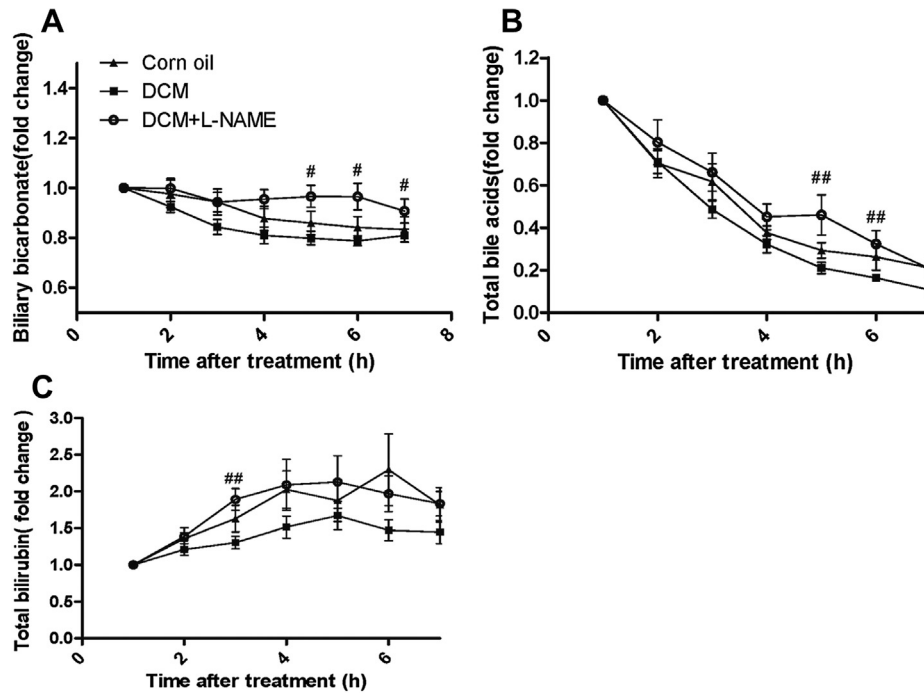 A
Biliary bicarbonate(fold change)
1.4
1.2
1.0
0.8
0.6
Corn oil
DCM
DCM+L-NAME
# # #
0 2 4 6 8
Time after treatment (h)
B
Total bile acids(fold change)
1.2
1.0
0.8
0.6
0.4
0.2
0.0
##
##
0 2 4 6
Time after treatment (h)
C
Total bilirubin( fold change )
3.0
2.5
2.0
1.5
1.0
0.5
0.0
##
0 2 4 6
Time after treatment (h)